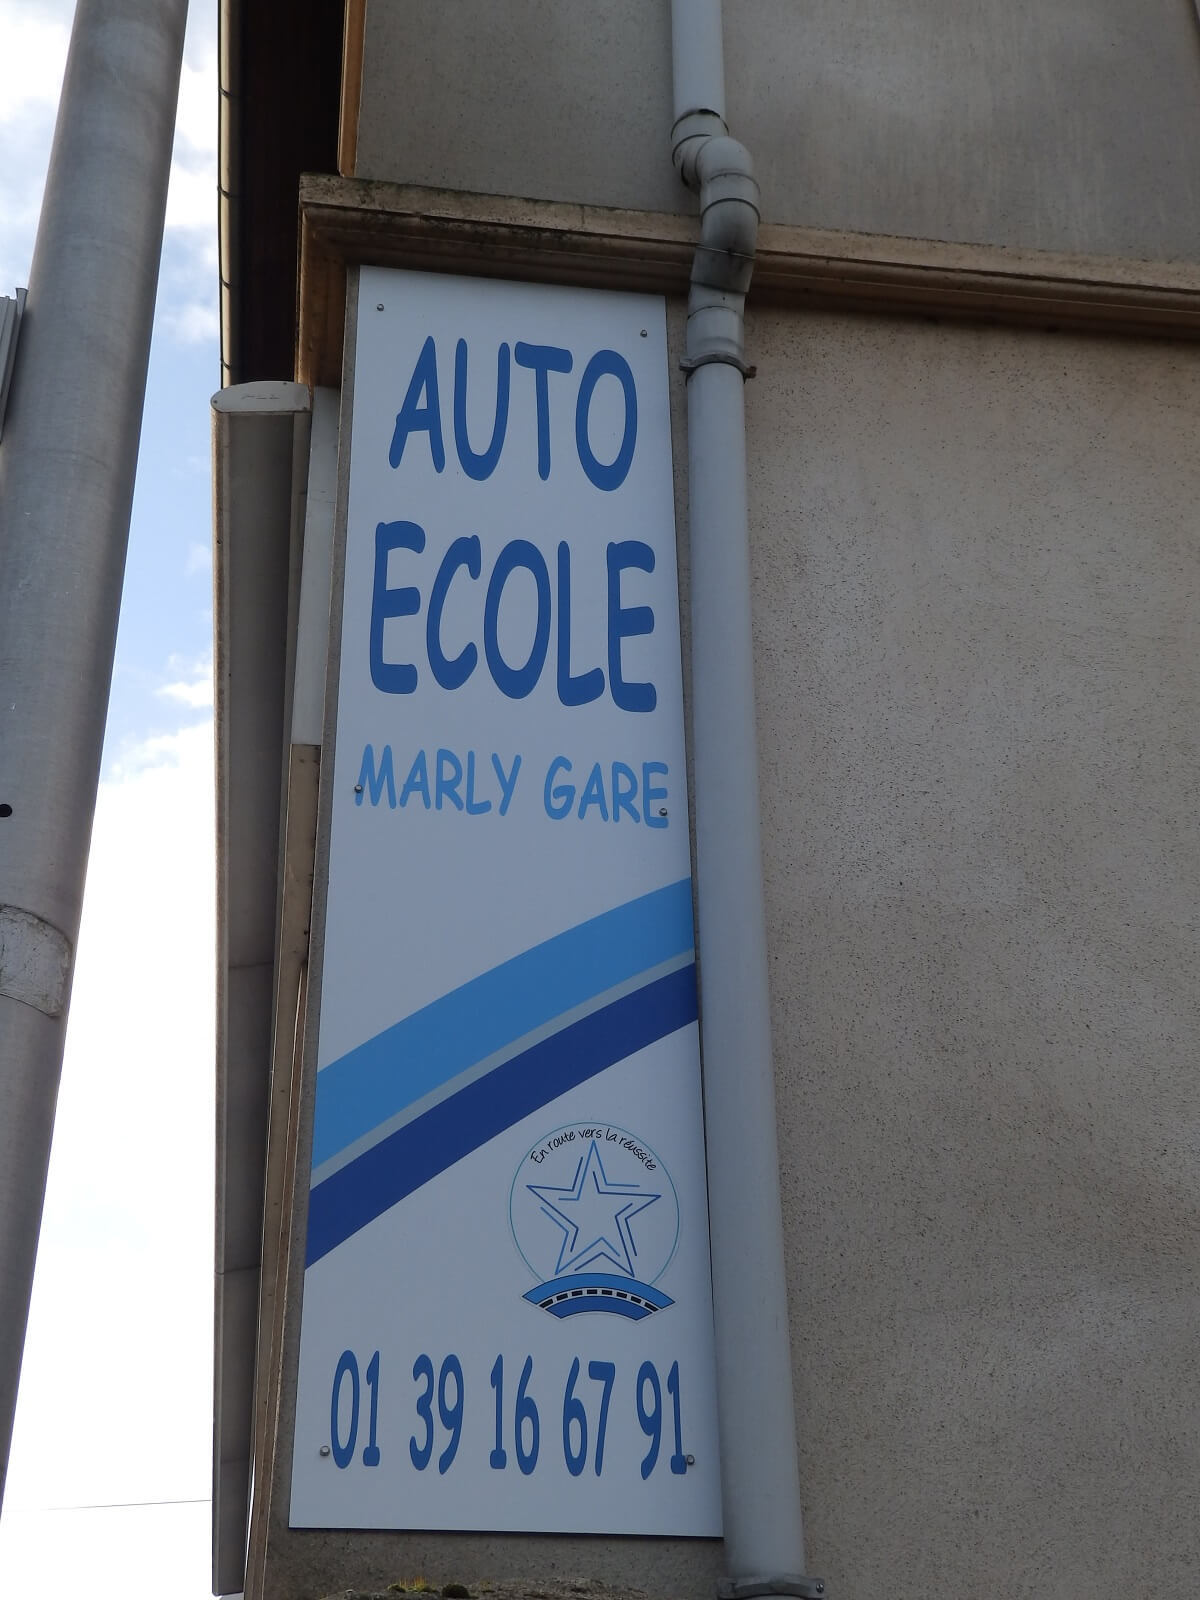 AUTO
ECOLE
MARLY GARE
En route vers la réussite
01 39 16 67 91